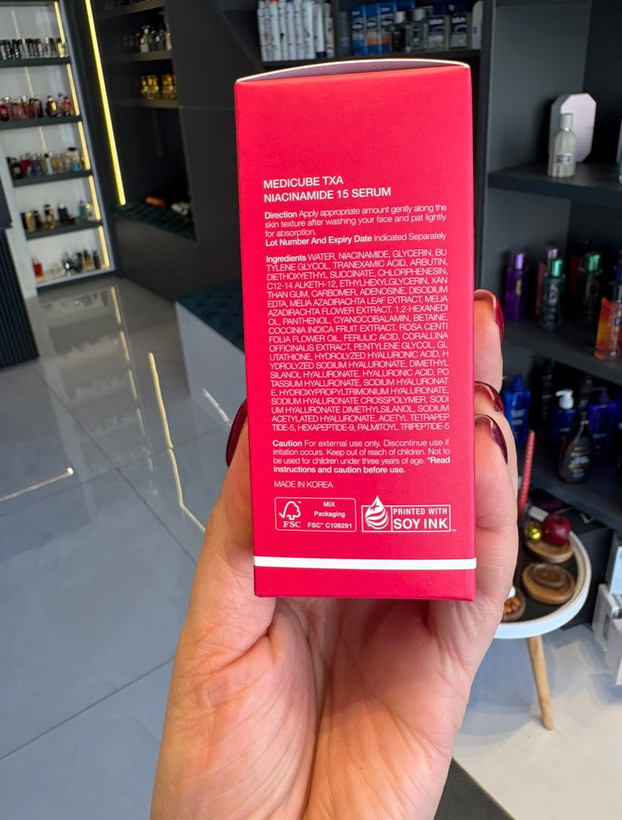 MEDICUBE TXA
NIACINAMIDE 15 SERUM
Direction Apply appropriate amount gently along the
skin texture after washing your face and pat lightly
for absorption.
Lot Number And Expiry Date Indicated Separately
Ingredients WATER, NIACINAMIDE, GLYCERIN, BU
TYLENE GLYCOL, TRANEXAMIC ACID, ARBUTIN,
DIETHOXYETHYL SUCCINATE, CHLORPHENESIN,
C12-14 ALKETH-12, ETHYLHEXYLGLYCERIN, XAN
THAN GUM, CARBOMER, ADENOSINE, DISODIUM
EDTA, MELIA AZADIRACHTA LEAF EXTRACT, MELIA
AZADIRACHTA FLOWER EXTRACT, 1,2-HEXANEDI
OL, PANTHENOL, CYANOCOBALAMIN, BETAINE,
COCCINIA INDICA FRUIT EXTRACT, ROSA CENTI
FOLIA FLOWER OIL, FERULIC ACID, CORALLINA
OFFICINALIS EXTRACT, PENTYLENE GLYCOL, GL
UTATHIONE, HYDROLYZED HYALURONIC ACID, H
YDROLYZED SODIUM HYALURONATE, DIMETHYL
SILANOL HYALURONATE, HYALURONIC ACID, PO
TASSIUM HYALURONATE, SODIUM HYALURONAT
E, HYDROXYPROPYLTRIMONIUM HYALURONATE,
SODIUM HYALURONATE CROSSPOLYMER, SODI
UM HYALURONATE DIMETHYLSILANOL, SODIUM
ACETYLATED HYALURONATE, ACETYL TETRAPEP
TIDE-5, HEXAPEPTIDE-9, PALMITOYL TRIPEPTIDE-5
Caution For external use only. Discontinue use if
irritation occurs. Keep out of reach of children. Not to
be used for children under three years of age. *Read
instructions and caution before use.
MADE IN KOREA
FSC
MIX
Packaging
FSC™ C106291
PRINTED WITH
SOY INK™